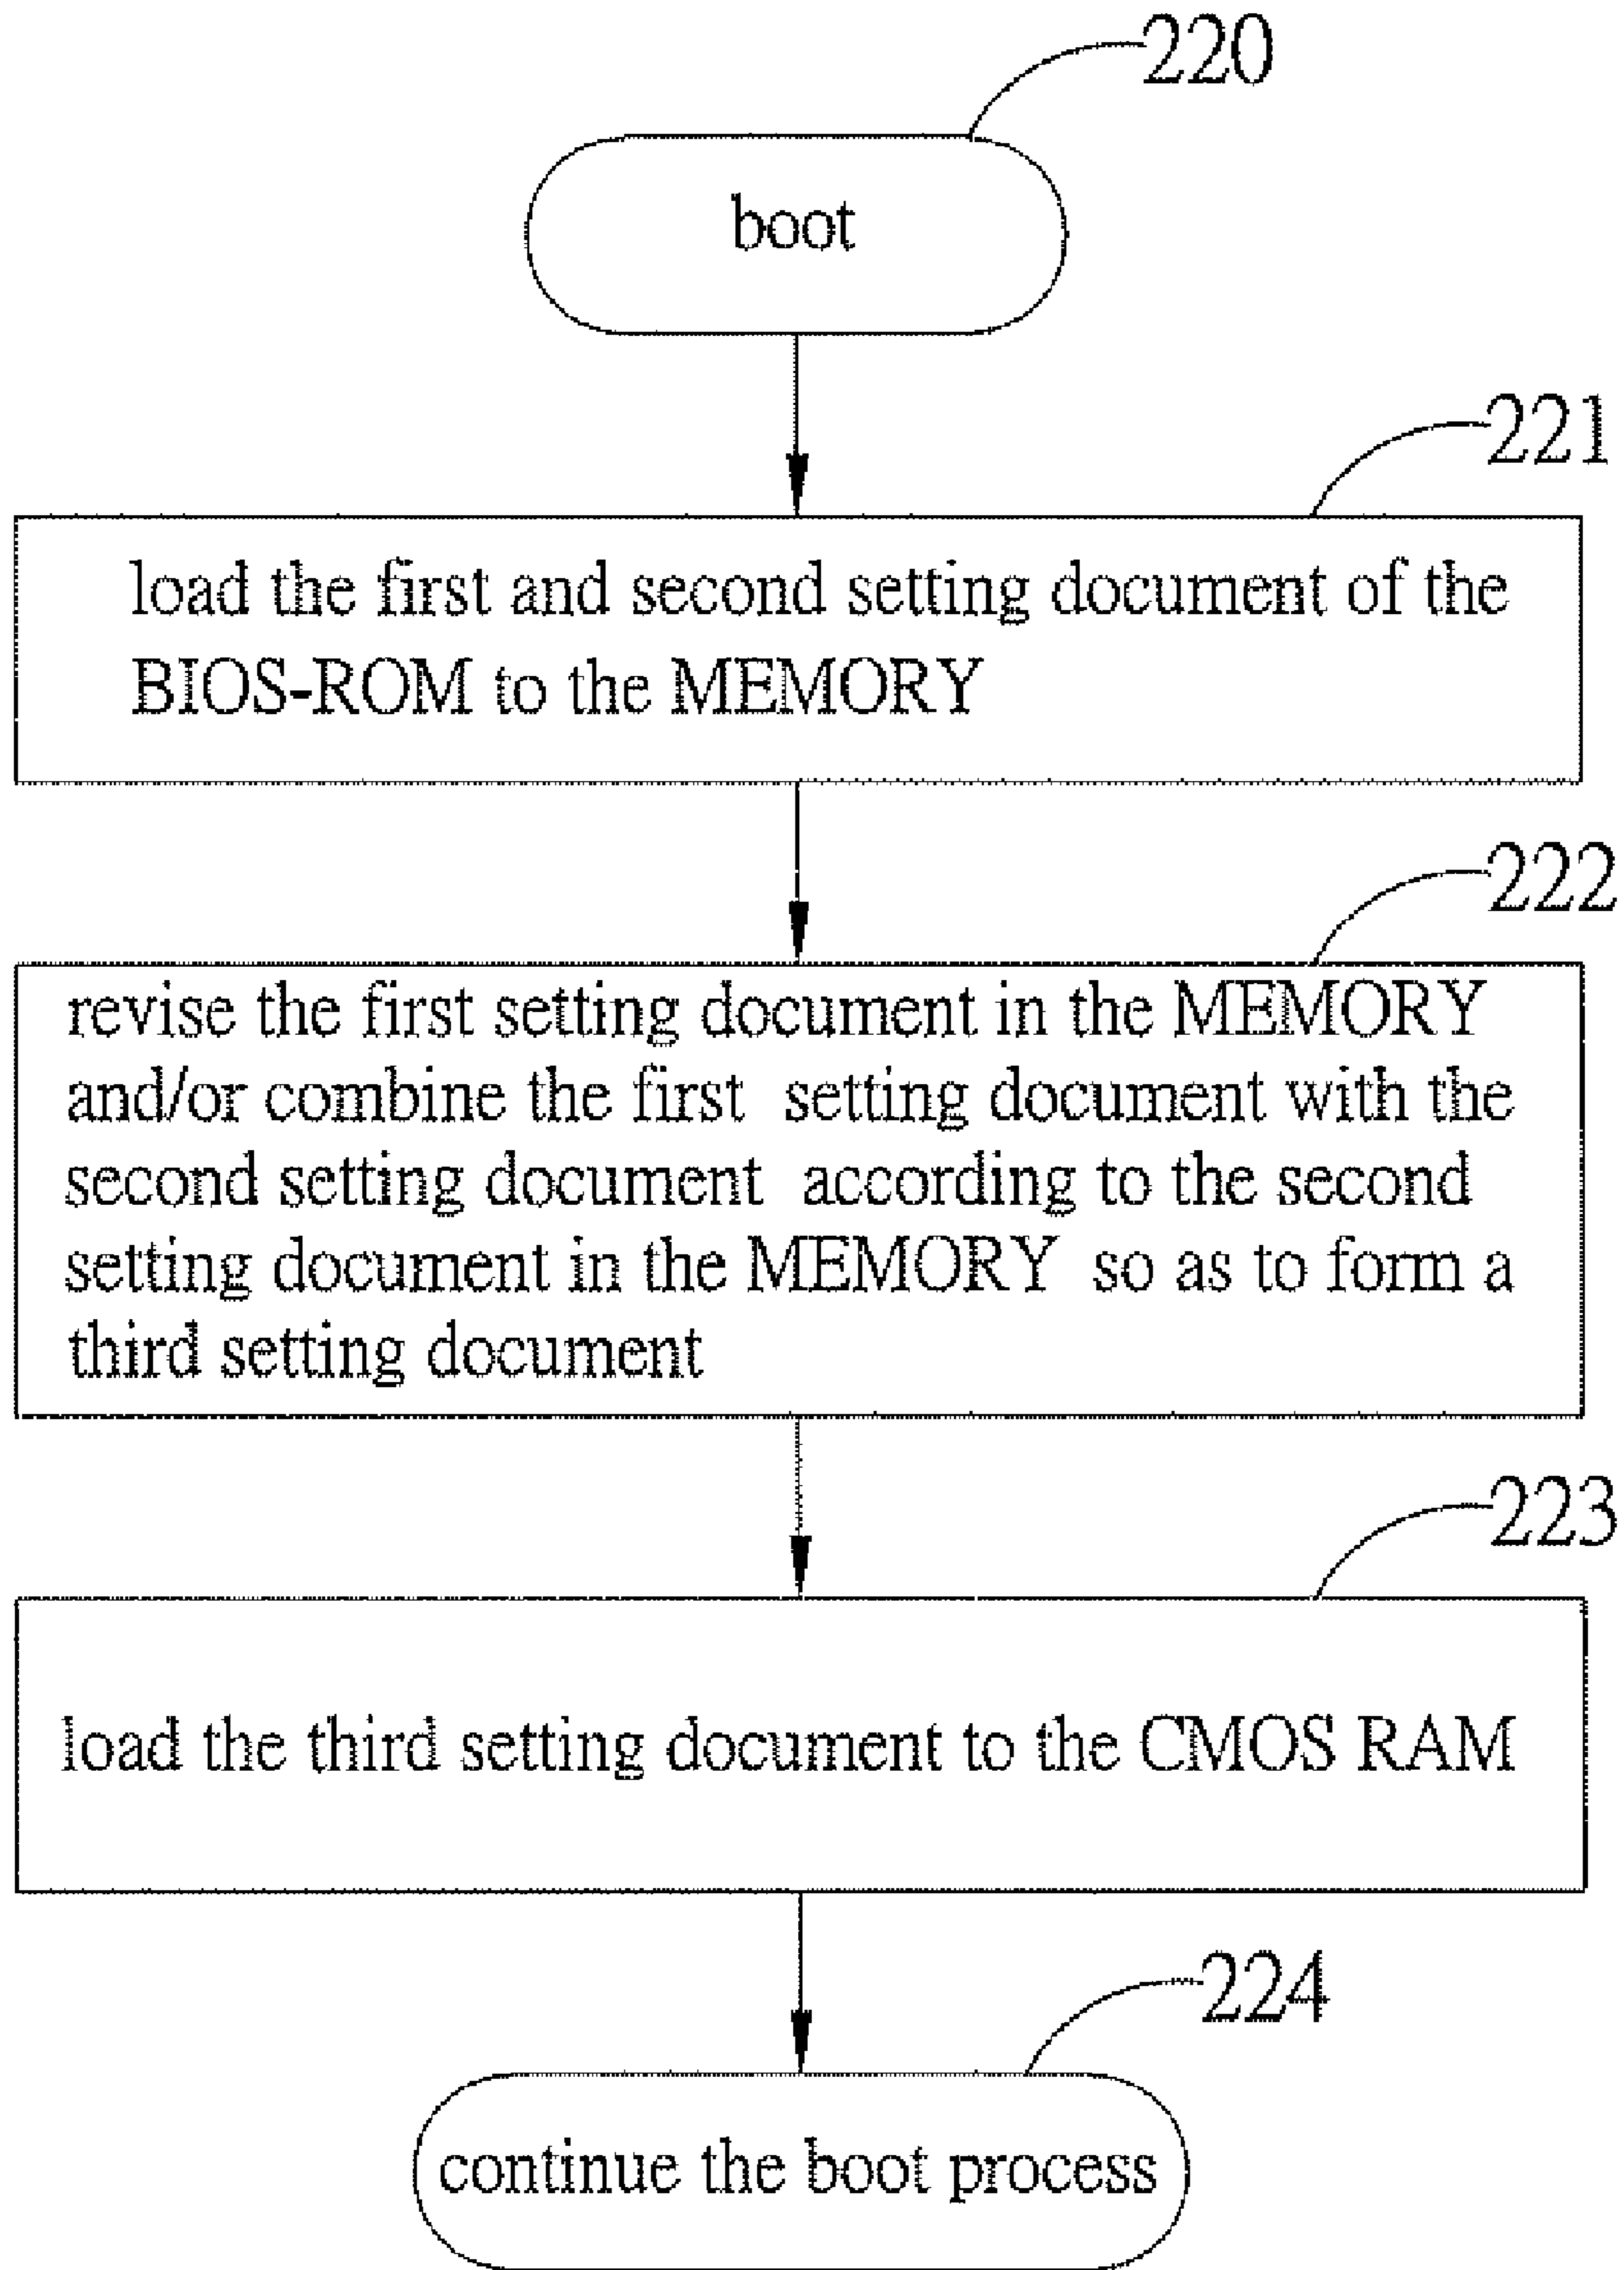 220
boot
221
load the first and second setting document of the
BIOS-ROM to the MEMORY
222
revise the first setting document in the MEMORY
and/or combine the first setting document with the
second setting document according to the second
setting document in the MEMORY so as to form a
third setting document
223
load the third setting document to the CMOS RAM
224
continue the boot process